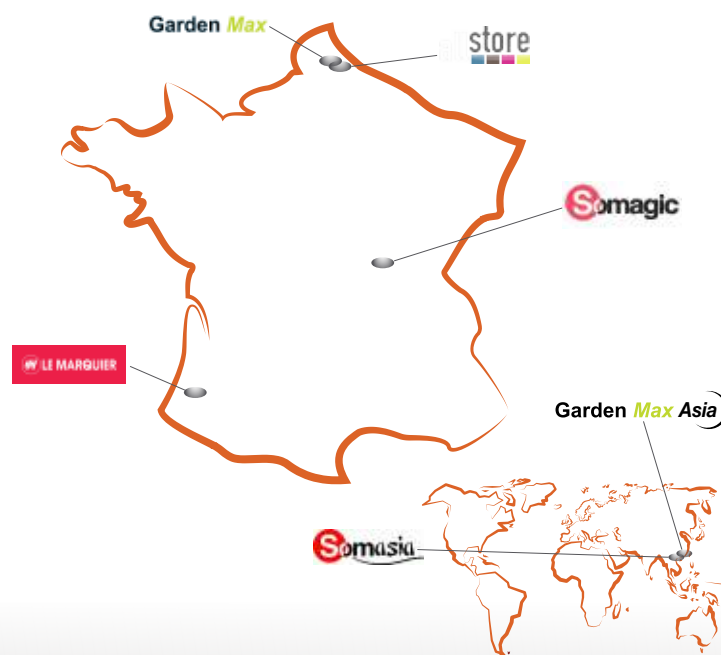 Garden Max
store
Somagic
LE MARQUIER
Garden Max Asia
Somasia